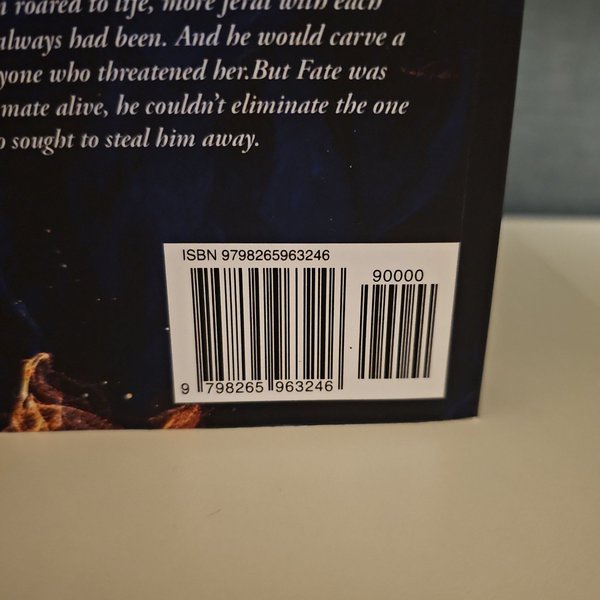 roared to life, more feral with each
always had been. And he would carve a
yone who threatened her.But Fate was
mate alive, he couldn't eliminate the one
o sought to steal him away.
ISBN 9798265963246
90000
9 798265 963246